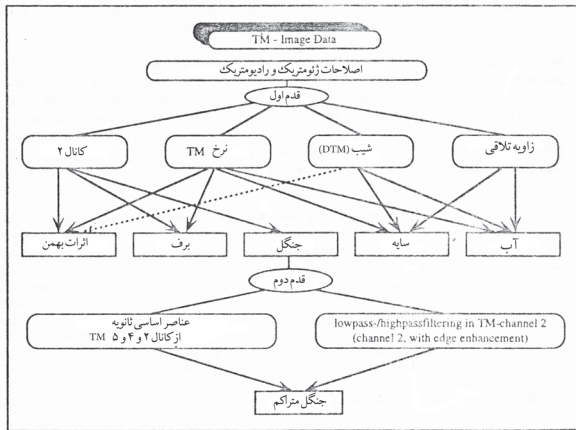 TM - Image Data
اصلاحات ژئومتریک و رادیومتریک
قدم اول
کانال ۲
نرخ TM
شیب (DTM)
زاویه تلاقی
اثرات بهمن
برف
جنگل
سایه
آب
قدم دوم
عناصر اساسی ثانویه
از کانال ۲ و ۴ و ۵ TM
lowpass-/highpassfiltering in TM-channel 2
(channel 2, with edge enhancement)
جنگل متراکم